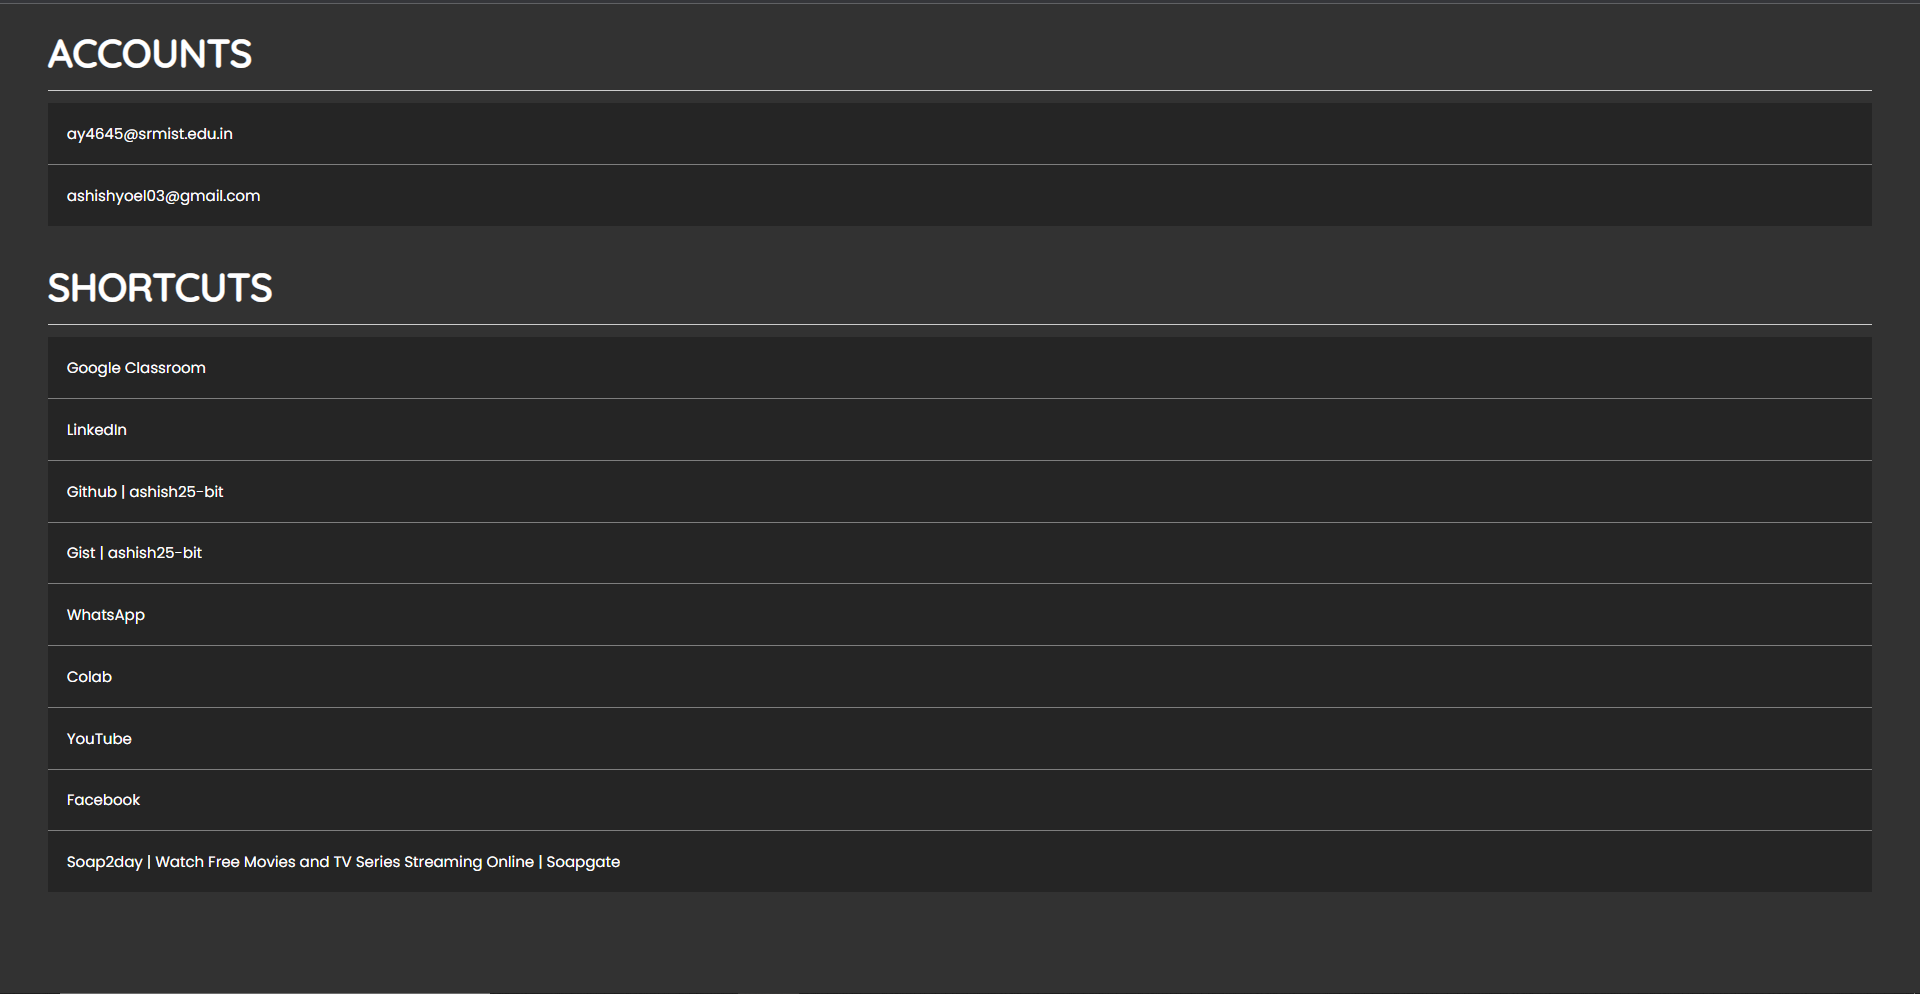 ACCOUNTS
ay4645@srmist.edu.in
ashishyoel03@gmail.com
SHORTCUTS
Google Classroom
LinkedIn
Github | ashish25-bit
Gist | ashish25-bit
WhatsApp
Colab
YouTube
Facebook
Soap2day | Watch Free Movies and TV Series Streaming Online | Soapgate